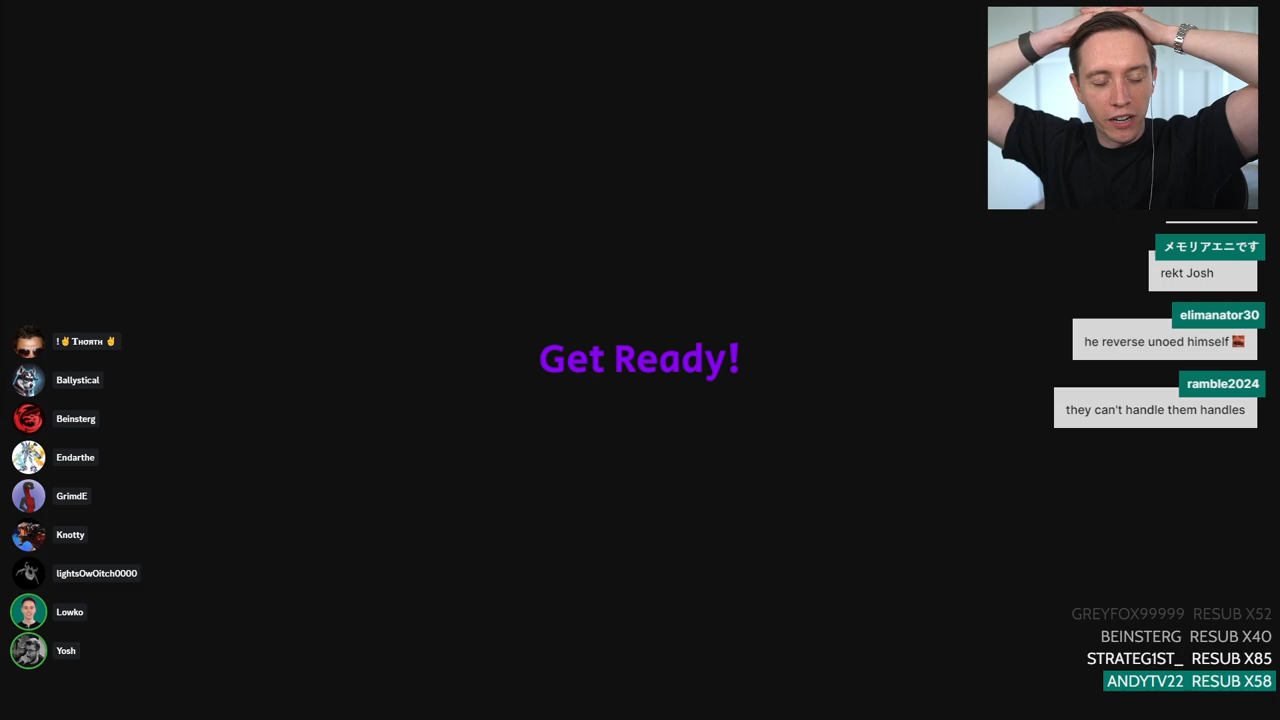 メモリアエニです
rekt Josh
elimanator30
he reverse unoed himself
ramble2024
they can't handle them handles
Get Ready!
! ✌ Tʜᴏʀᴛʜ ✌
Ballystical
Beinsterg
Endarthe
GrimdE
Knotty
lightsOwOitch0000
Lowko
Yosh
GREYFOX99999 RESUB X52
BEINSTERG RESUB X40
STRATEG1ST_ RESUB X85
ANDYTV22 RESUB X58